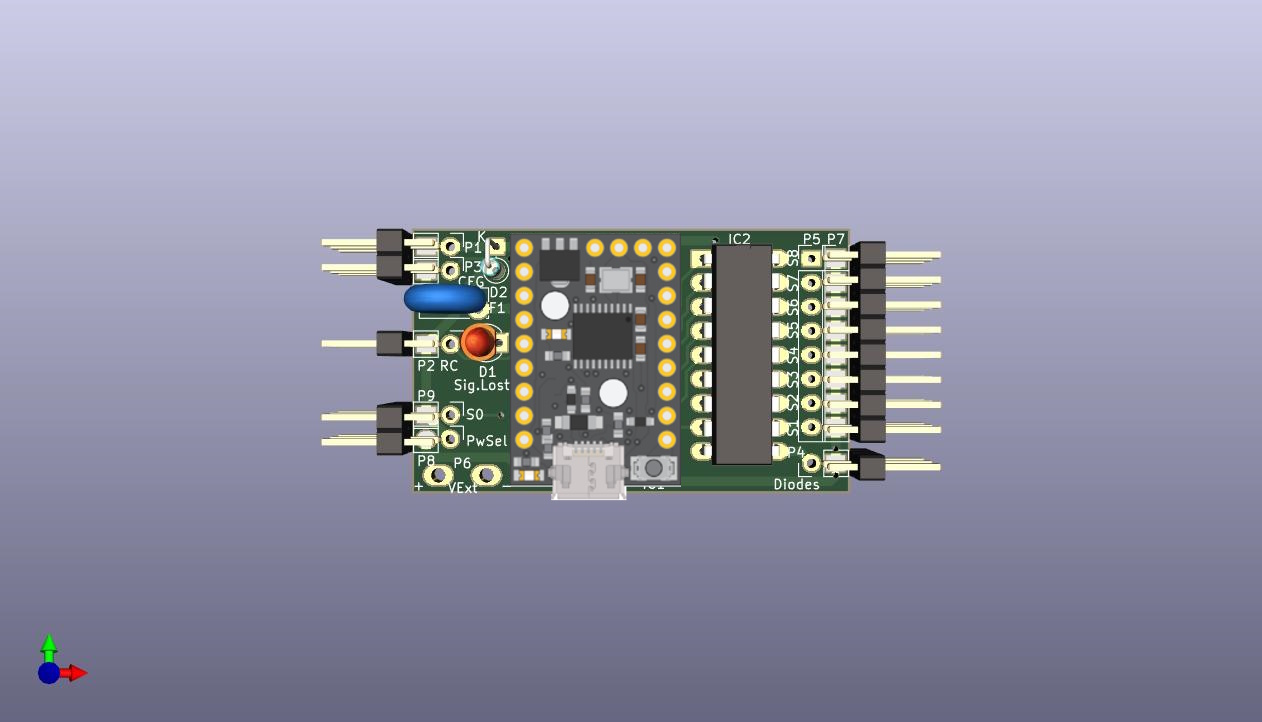 K
P1
P3
CFG
D2
F1
P2 RC
D1
Sig.Lost
P9
S0
PwSel
P8 P6
+ VExt
IC2
P5 P7
S8
S7
S6
S5
S4
S3
S2
S1
P4
Diodes